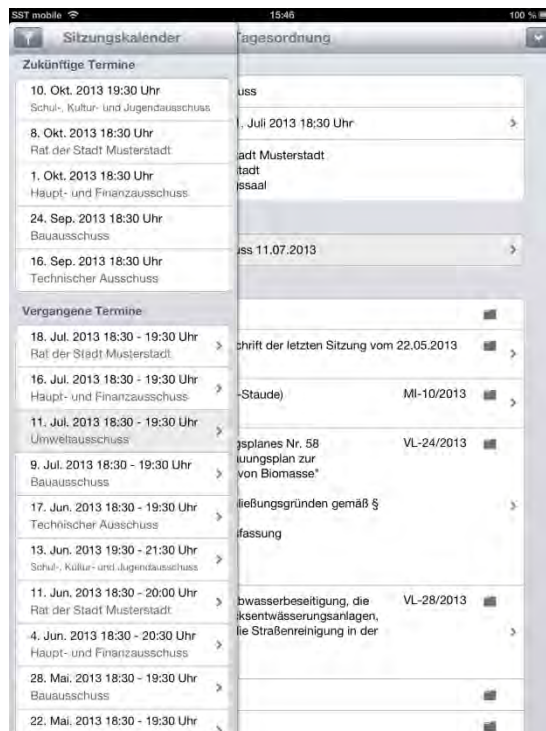 SST mobile
15:46
100 %
Sitzungskalender
Tagesordnung
Zukünftige Termine
10. Okt. 2013 19:30 Uhr
Schul-, Kultur- und Jugendausschuss
8. Okt. 2013 18:30 Uhr
Rat der Stadt Musterstadt
1. Okt. 2013 18:30 Uhr
Haupt- und Finanzausschuss
24. Sep. 2013 18:30 Uhr
Bauausschuss
16. Sep. 2013 18:30 Uhr
Technischer Ausschuss
Vergangene Termine
18. Jul. 2013 18:30 - 19:30 Uhr
Rat der Stadt Musterstadt
16. Jul. 2013 18:30 - 19:30 Uhr
Haupt- und Finanzausschuss
11. Jul. 2013 18:30 - 19:30 Uhr
Umweltausschuss
9. Jul. 2013 18:30 - 19:30 Uhr
Bauausschuss
17. Jun. 2013 18:30 - 19:30 Uhr
Technischer Ausschuss
13. Jun. 2013 19:30 - 21:30 Uhr
Schul-, Kultur- und Jugendausschuss
11. Jun. 2013 18:30 - 20:00 Uhr
Rat der Stadt Musterstadt
4. Jun. 2013 18:30 - 20:30 Uhr
Haupt- und Finanzausschuss
28. Mai. 2013 18:30 - 19:30 Uhr
Bauausschuss
22. Mai. 2013 18:30 - 19:30 Uhr
uss
. Juli 2013 18:30 Uhr
adt Musterstadt
tadt
ssaal
uss 11.07.2013
chrift der letzten Sitzung vom 22.05.2013
-Staude) MI-10/2013
gsplanes Nr. 58 VL-24/2013
auungsplan zur
von Biomasse"
ließungsgründen gemäß §
fassung
bwasserbeseitigung, die VL-28/2013
ksentwässerungsanlagen,
lie Straßenreinigung in der